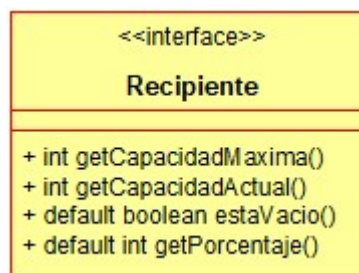 <<interface>>
Recipiente
+ int getCapacidadMaxima()
+ int getCapacidadActual()
+ default boolean estaVacio()
+ default int getPorcentaje()